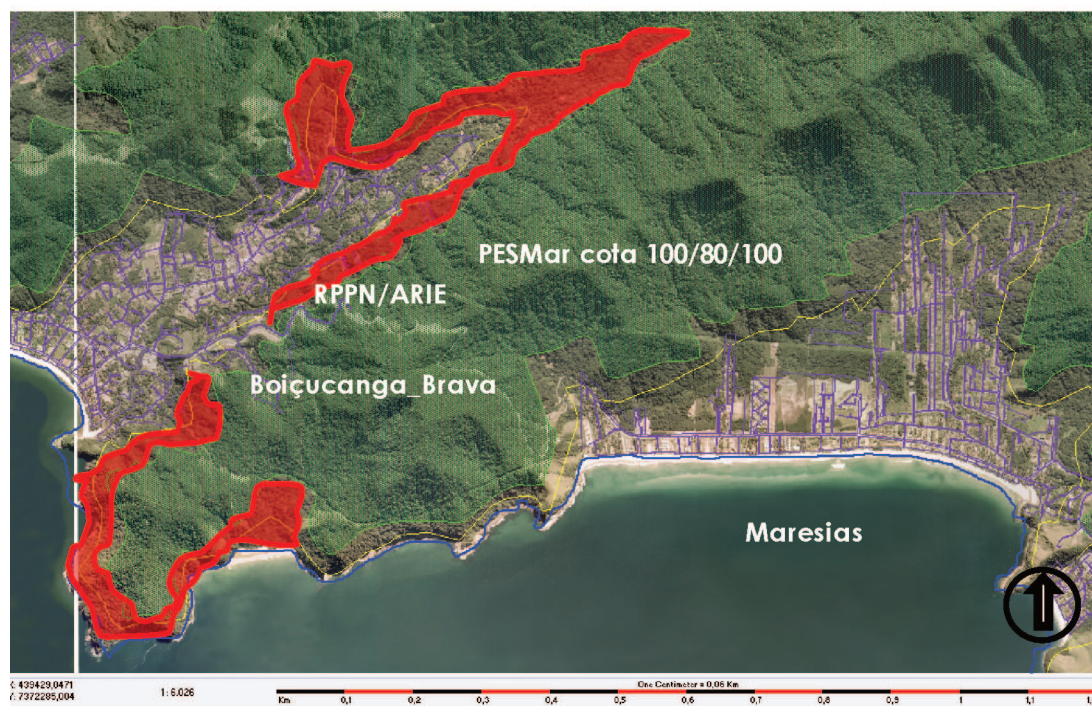 PESMar cota 100/80/100
RPPN/ARIE
Boiçucanga_Brava
Maresias
X: 439429,0471
Y: 7372285,004
1: 6.026
One Centimeter = 0,06 Km
Km 0,1 0,2 0,3 0,4 0,5 0,6 0,7 0,8 0,9 1 1,1